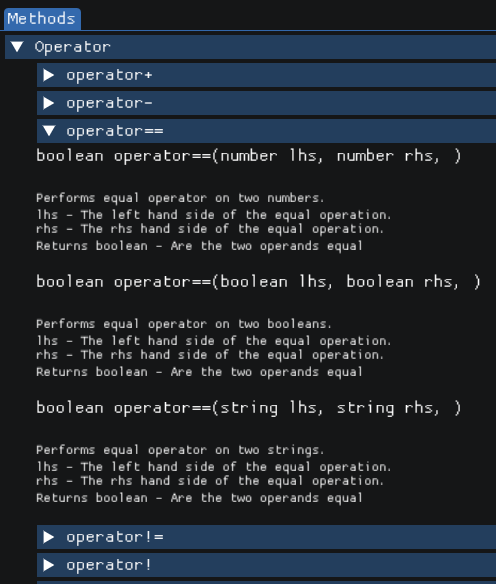 Methods
Operator
operator+
operator-
operator==
boolean operator==(number lhs, number rhs, )
Performs equal operator on two numbers.
lhs - The left hand side of the equal operation.
rhs - The rhs hand side of the equal operation.
Returns boolean - Are the two operands equal
boolean operator==(boolean lhs, boolean rhs, )
Performs equal operator on two booleans.
lhs - The left hand side of the equal operation.
rhs - The rhs hand side of the equal operation.
Returns boolean - Are the two operands equal
boolean operator==(string lhs, string rhs, )
Performs equal operator on two strings.
lhs - The left hand side of the equal operation.
rhs - The rhs hand side of the equal operation.
Returns boolean - Are the two operands equal
operator!=
operator!